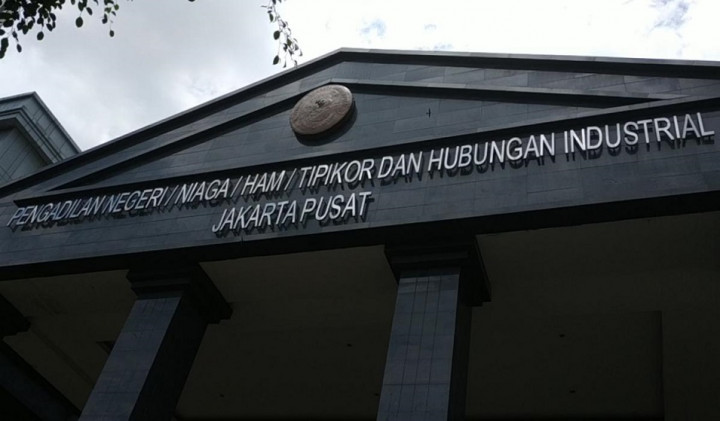 PENGADILAN NEGERI / NIAGA / HAM / TIPIKOR DAN HUBUNGAN INDUSTRIAL
JAKARTA PUSAT